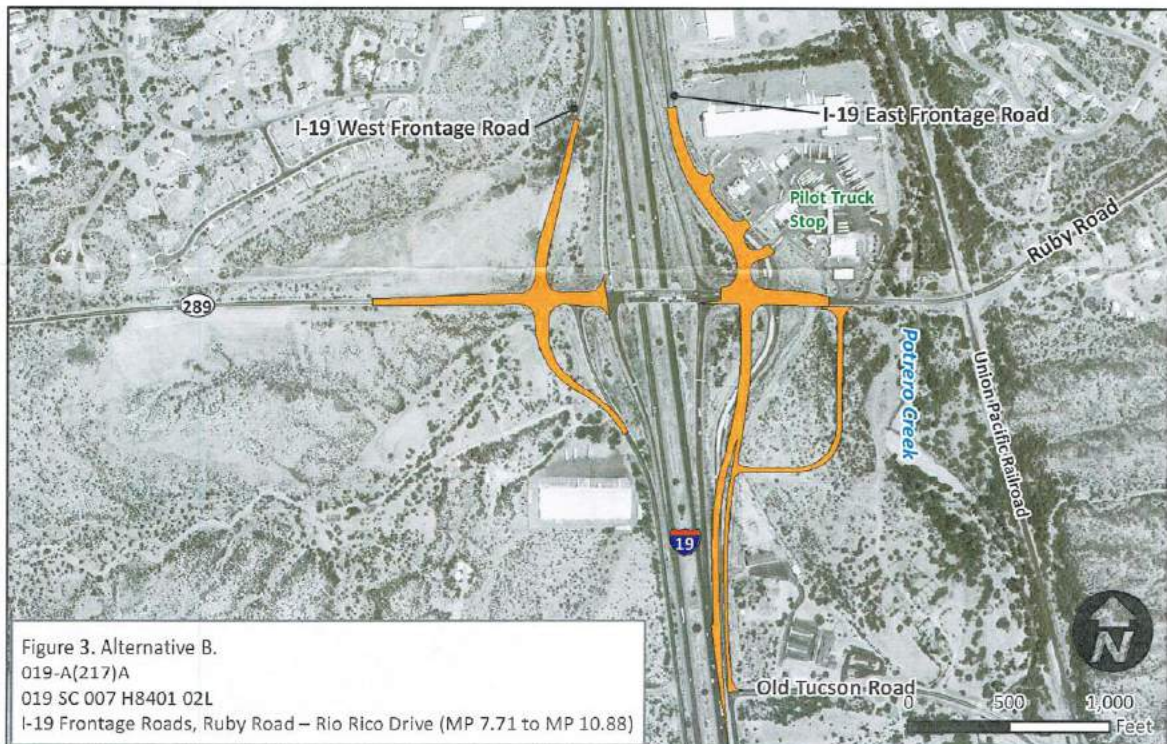 I-19 West Frontage Road
I-19 East Frontage Road
Pilot Truck
Stop
Ruby Road
289
Potrero Creek
Union Pacific Railroad
19
Old Tucson Road
N
0 500 1,000
Feet
Figure 3. Alternative B.
019-A(217)A
019 SC 007 H8401 02L
I-19 Frontage Roads, Ruby Road – Rio Rico Drive (MP 7.71 to MP 10.88)